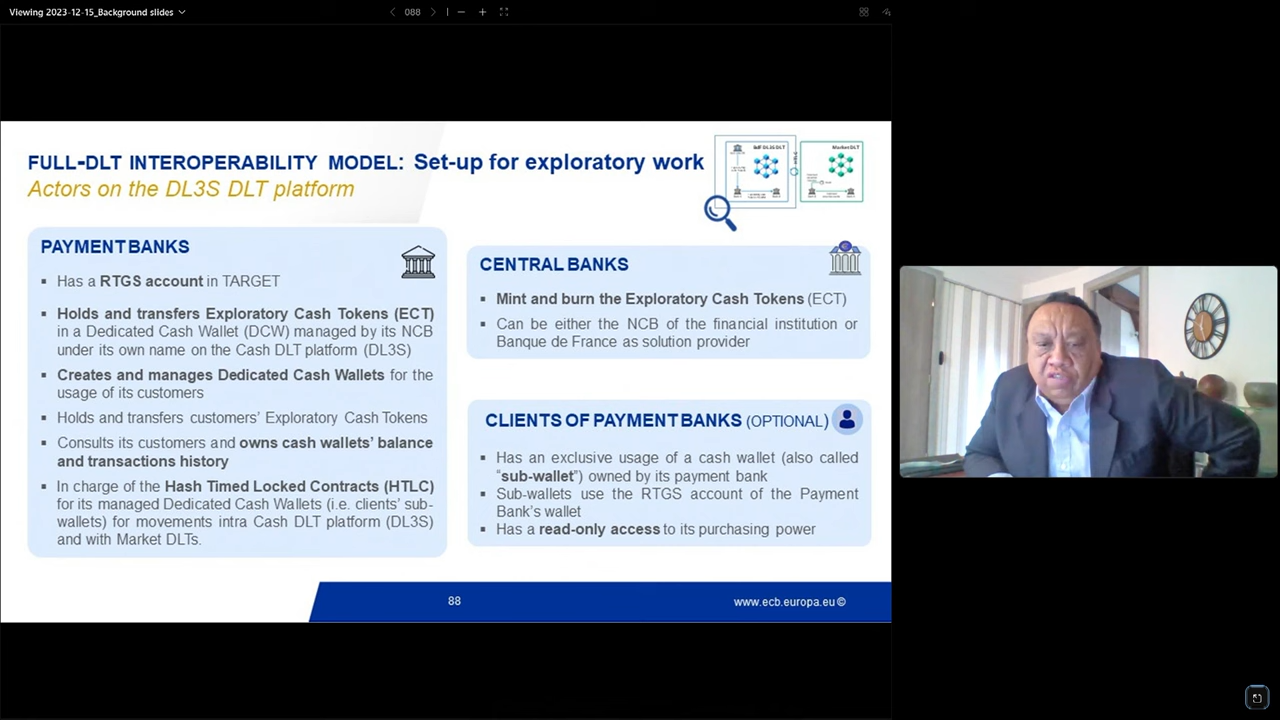 Viewing 2023-12-15_Background slides
088
FULL-DLT INTEROPERABILITY MODEL: Set-up for exploratory work
Actors on the DL3S DLT platform
Market DLT
PAYMENT BANKS
Has a RTGS account in TARGET
Holds and transfers Exploratory Cash Tokens (ECT)
in a Dedicated Cash Wallet (DCW) managed by its NCB
under its own name on the Cash DLT platform (DL3S)
Creates and manages Dedicated Cash Wallets for the
usage of its customers
Holds and transfers customers' Exploratory Cash Tokens
Consults its customers and owns cash wallets' balance
and transactions history
In charge of the Hash Timed Locked Contracts (HTLC)
for its managed Dedicated Cash Wallets (i.e. clients' sub-
wallets) for movements intra Cash DLT platform (DL3S)
and with Market DLTs.
CENTRAL BANKS
Mint and burn the Exploratory Cash Tokens (ECT)
Can be either the NCB of the financial institution or
Banque de France as solution provider
CLIENTS OF PAYMENT BANKS (OPTIONAL)
Has an exclusive usage of a cash wallet (also called
“sub-wallet”) owned by its payment bank
Sub-wallets use the RTGS account of the Payment
Bank's wallet
Has a read-only access to its purchasing power
88
www.ecb.europa.eu ©